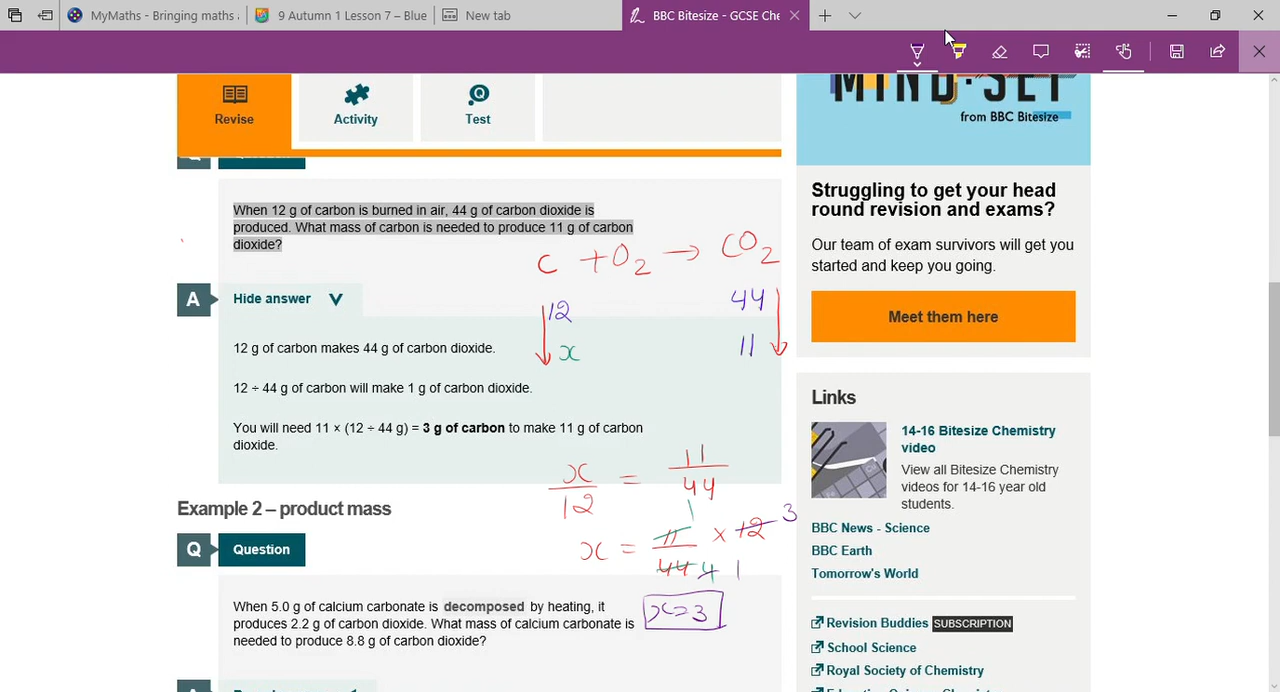 MyMaths - Bringing maths a
9 Autumn 1 Lesson 7 – Blue
New tab
BBC Bitesize - GCSE Che
Revise
Activity
Test
MIND·SET
from BBC Bitesize
When 12 g of carbon is burned in air, 44 g of carbon dioxide is
produced. What mass of carbon is needed to produce 11 g of carbon
dioxide?
C + O2 → CO2
A
Hide answer
12 44
x 11
12 g of carbon makes 44 g of carbon dioxide.
12 ÷ 44 g of carbon will make 1 g of carbon dioxide.
You will need 11 × (12 ÷ 44 g) = 3 g of carbon to make 11 g of carbon
dioxide.
x/12 = 11/44
x = 11/44 × 12
1 3
4 1
x=3
Example 2 – product mass
Q
Question
When 5.0 g of calcium carbonate is decomposed by heating, it
produces 2.2 g of carbon dioxide. What mass of calcium carbonate is
needed to produce 8.8 g of carbon dioxide?
Struggling to get your head
round revision and exams?
Our team of exam survivors will get you
started and keep you going.
Meet them here
Links
14-16 Bitesize Chemistry
video
View all Bitesize Chemistry
videos for 14-16 year old
students.
BBC News - Science
BBC Earth
Tomorrow's World
Revision Buddies SUBSCRIPTION
School Science
Royal Society of Chemistry